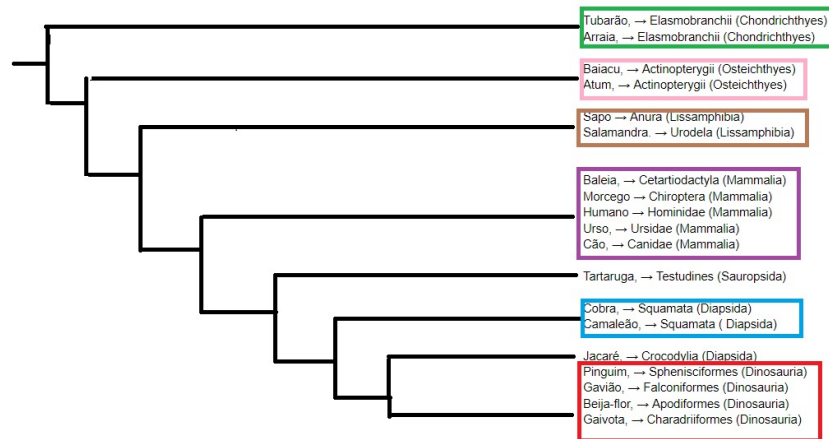 Tubarão, → Elasmobranchii (Chondrichthyes)
Arraia, → Elasmobranchii (Chondrichthyes)
Baiacu, → Actinopterygii (Osteichthyes)
Atum, → Actinopterygii (Osteichthyes)
Sapo → Anura (Lissamphibia)
Salamandra. → Urodela (Lissamphibia)
Baleia, → Cetartiodactyla (Mammalia)
Morcego → Chiroptera (Mammalia)
Humano → Hominidae (Mammalia)
Urso, → Ursidae (Mammalia)
Cão, → Canidae (Mammalia)
Tartaruga, → Testudines (Sauropsida)
Cobra, → Squamata (Diapsida)
Camaleão, → Squamata ( Diapsida)
Jacaré, → Crocodylia (Diapsida)
Pinguim, → Sphenisciformes (Dinosauria)
Gavião, → Falconiformes (Dinosauria)
Beija-flor, → Apodiformes (Dinosauria)
Gaivota, → Charadriiformes (Dinosauria)